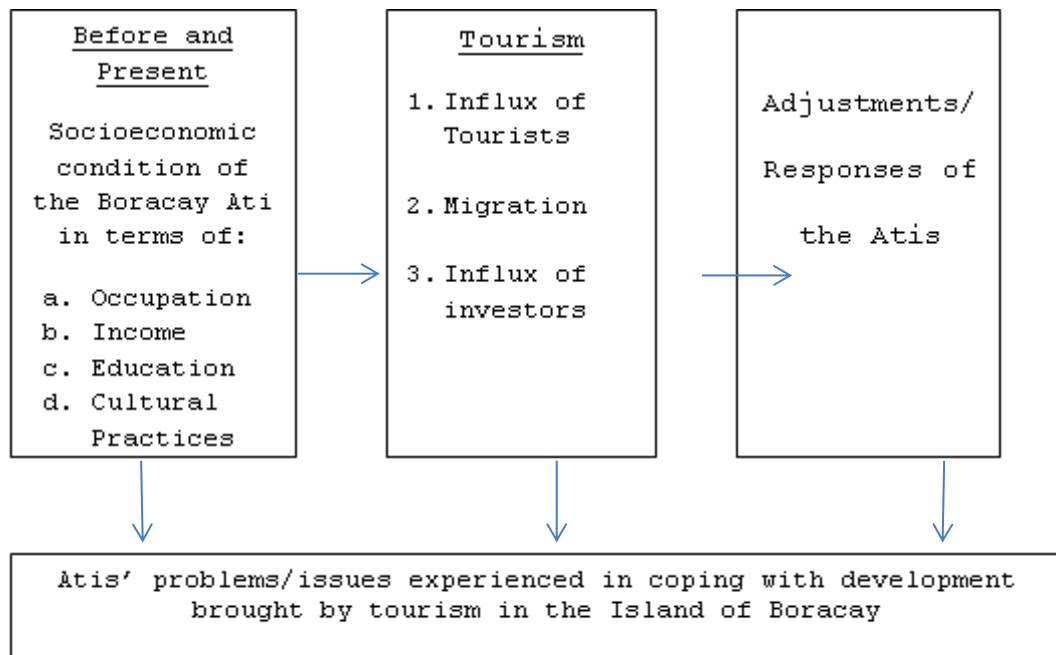 Before and
Present
Socioeconomic
condition of
the Boracay Ati
in terms of:
a. Occupation
b. Income
c. Education
d. Cultural
Practices
Tourism
1. Influx of
Tourists
2. Migration
3. Influx of
investors
Adjustments/
Responses of
the Atis
Atis’ problems/issues experienced in coping with development
brought by tourism in the Island of Boracay